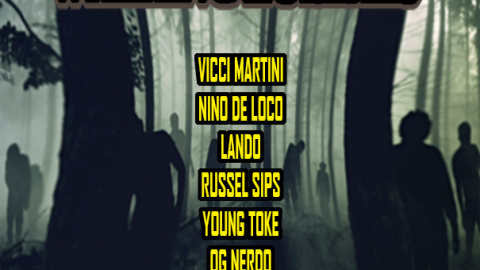 VICCI MARTINI
NINO DE LOCO
LANDO
RUSSEL SIPS
YOUNG TOKE
OG NERDO